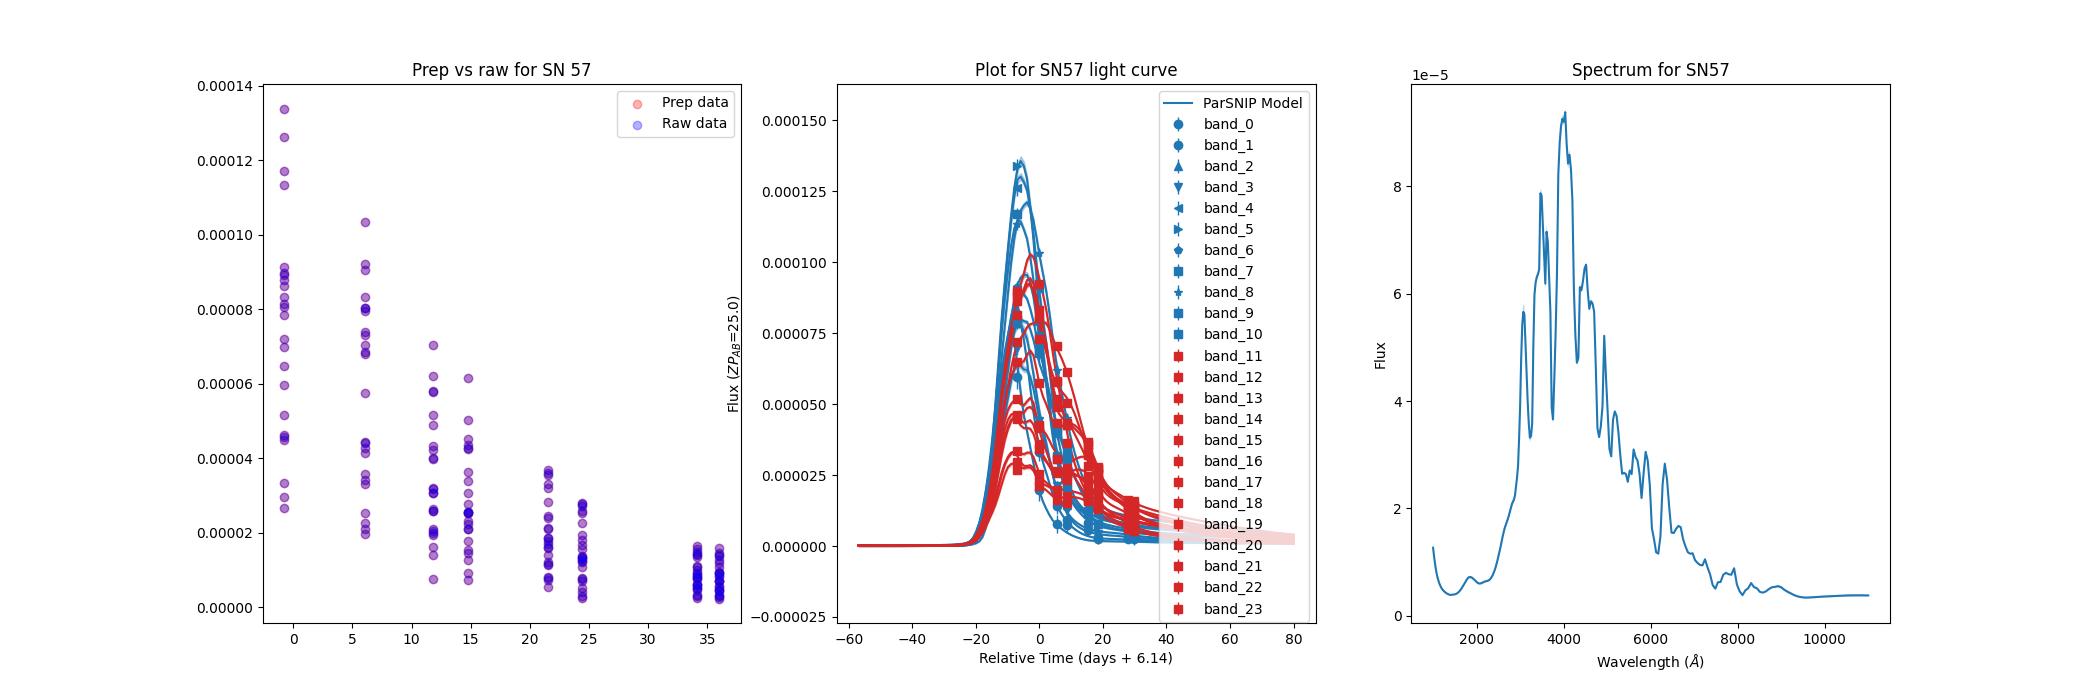 Prep vs raw for SN 57
Prep data
Raw data
0.00014
0.00012
0.00010
0.00008
0.00006
0.00004
0.00002
0.00000
0
5
10
15
20
25
30
35
Plot for SN57 light curve
ParSNIP Model
band_0
band_1
band_2
band_3
band_4
band_5
band_6
band_7
band_8
band_9
band_10
band_11
band_12
band_13
band_14
band_15
band_16
band_17
band_18
band_19
band_20
band_21
band_22
band_23
Flux (ZP_AB=25.0)
0.000150
0.000125
0.000100
0.000075
0.000050
0.000025
0.000000
−0.000025
−60
−40
−20
0
20
40
60
80
Relative Time (days + 6.14)
Spectrum for SN57
1e−5
Flux
8
6
4
2
0
2000
4000
6000
8000
10000
Wavelength (Å)